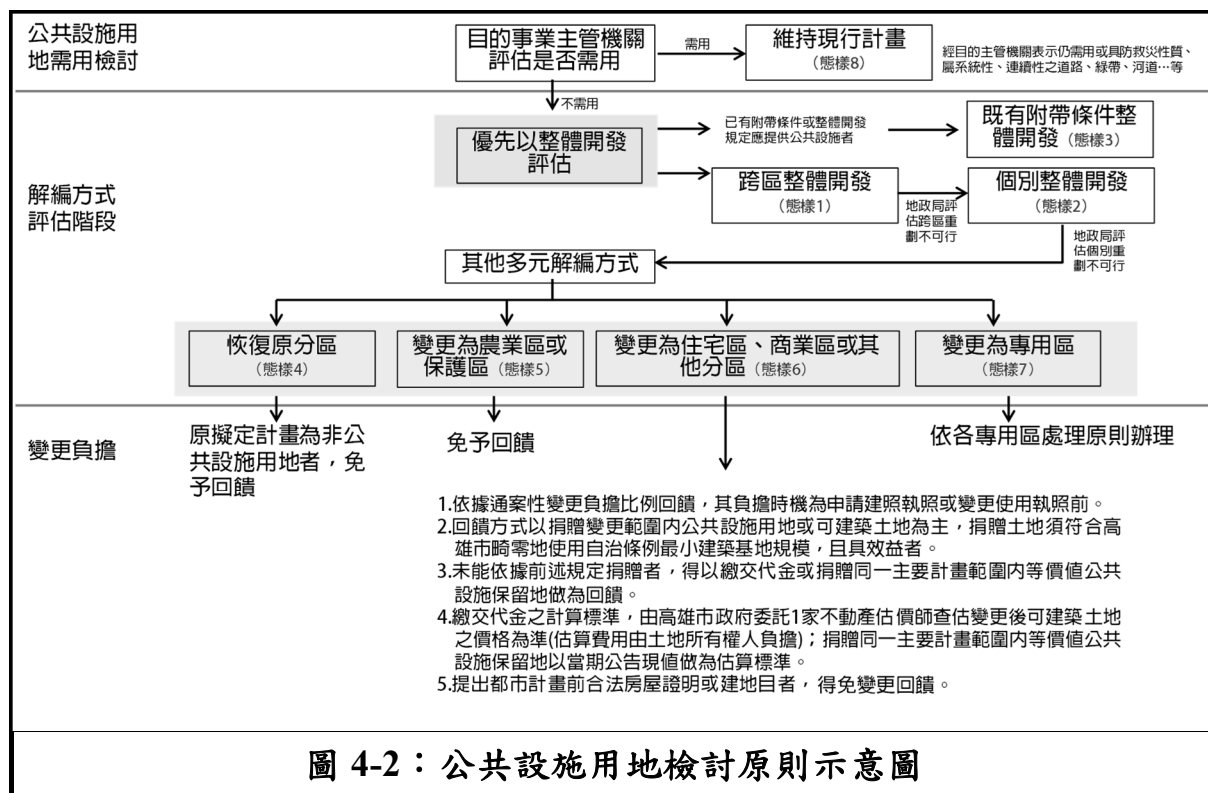 公共設施用
地需用檢討
目的事業主管機關
評估是否需用
需用
維持現行計畫
(態樣8)
經目的主管機關表示仍需用或具防救災性質、
屬系統性、連續性之道路、綠帶、河道…等
不需用
解編方式
評估階段
優先以整體開發
評估
已有附帶條件或整體開發
規定應提供公共設施者
既有附帶條件整
體開發(態樣3)
跨區整體開發
(態樣1)
地政局評
估跨區重
劃不可行
個別整體開發
(態樣2)
地政局評
估個別重
劃不可行
其他多元解編方式
恢復原分區
(態樣4)
變更為農業區或
保護區(態樣5)
變更為住宅區、商業區或其
他分區(態樣6)
變更為專用區
(態樣7)
變更負擔
原擬定計畫為非公
共設施用地者，免
予回饋
免予回饋
依各專用區處理原則辦理
1.依據通案性變更負擔比例回饋，其負擔時機為申請建照執照或變更使用執照前。
2.回饋方式以捐贈變更範圍內公共設施用地或可建築土地為主，捐贈土地須符合高
雄市畸零地使用自治條例最小建築基地規模，且具效益者。
3.未能依據前述規定捐贈者，得以繳交代金或捐贈同一主要計畫範圍內等價值公共
設施保留地做為回饋。
4.繳交代金之計算標準，由高雄市政府委託1家不動產估價師查估變更後可建築土地
之價格為準(估算費用由土地所有權人負擔)；捐贈同一主要計畫範圍內等價值公共
設施保留地以當期公告現值做為估算標準。
5.提出都市計畫前合法房屋證明或建地目者，得免變更回饋。
圖 4-2：公共設施用地檢討原則示意圖